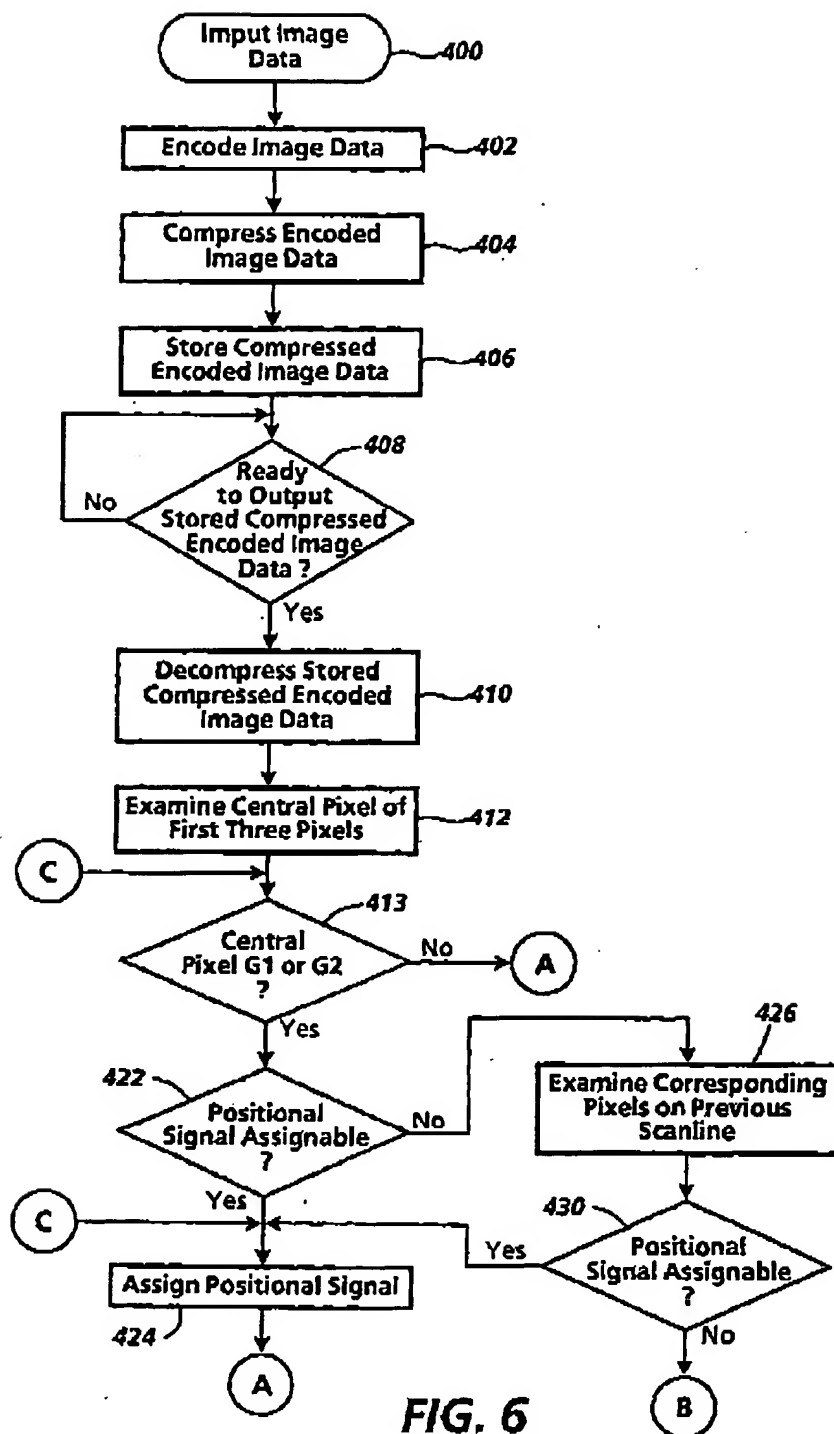 Imput Image
Data
400
Encode Image Data
402
Compress Encoded
Image Data
404
Store Compressed
Encoded Image Data
406
408
Ready
to Output
Stored Compressed
Encoded Image
Data ?
No
Yes
Decompress Stored
Compressed Encoded
Image Data
410
Examine Central Pixel of
First Three Pixels
412
C
413
Central
Pixel G1 or G2
?
No
A
Yes
422
Positional
Signal Assignable
?
No
426
Examine Corresponding
Pixels on Previous
Scanline
Yes
C
430
Positional
Signal Assignable
?
Yes
No
Assign Positional Signal
424
A
B
FIG. 6